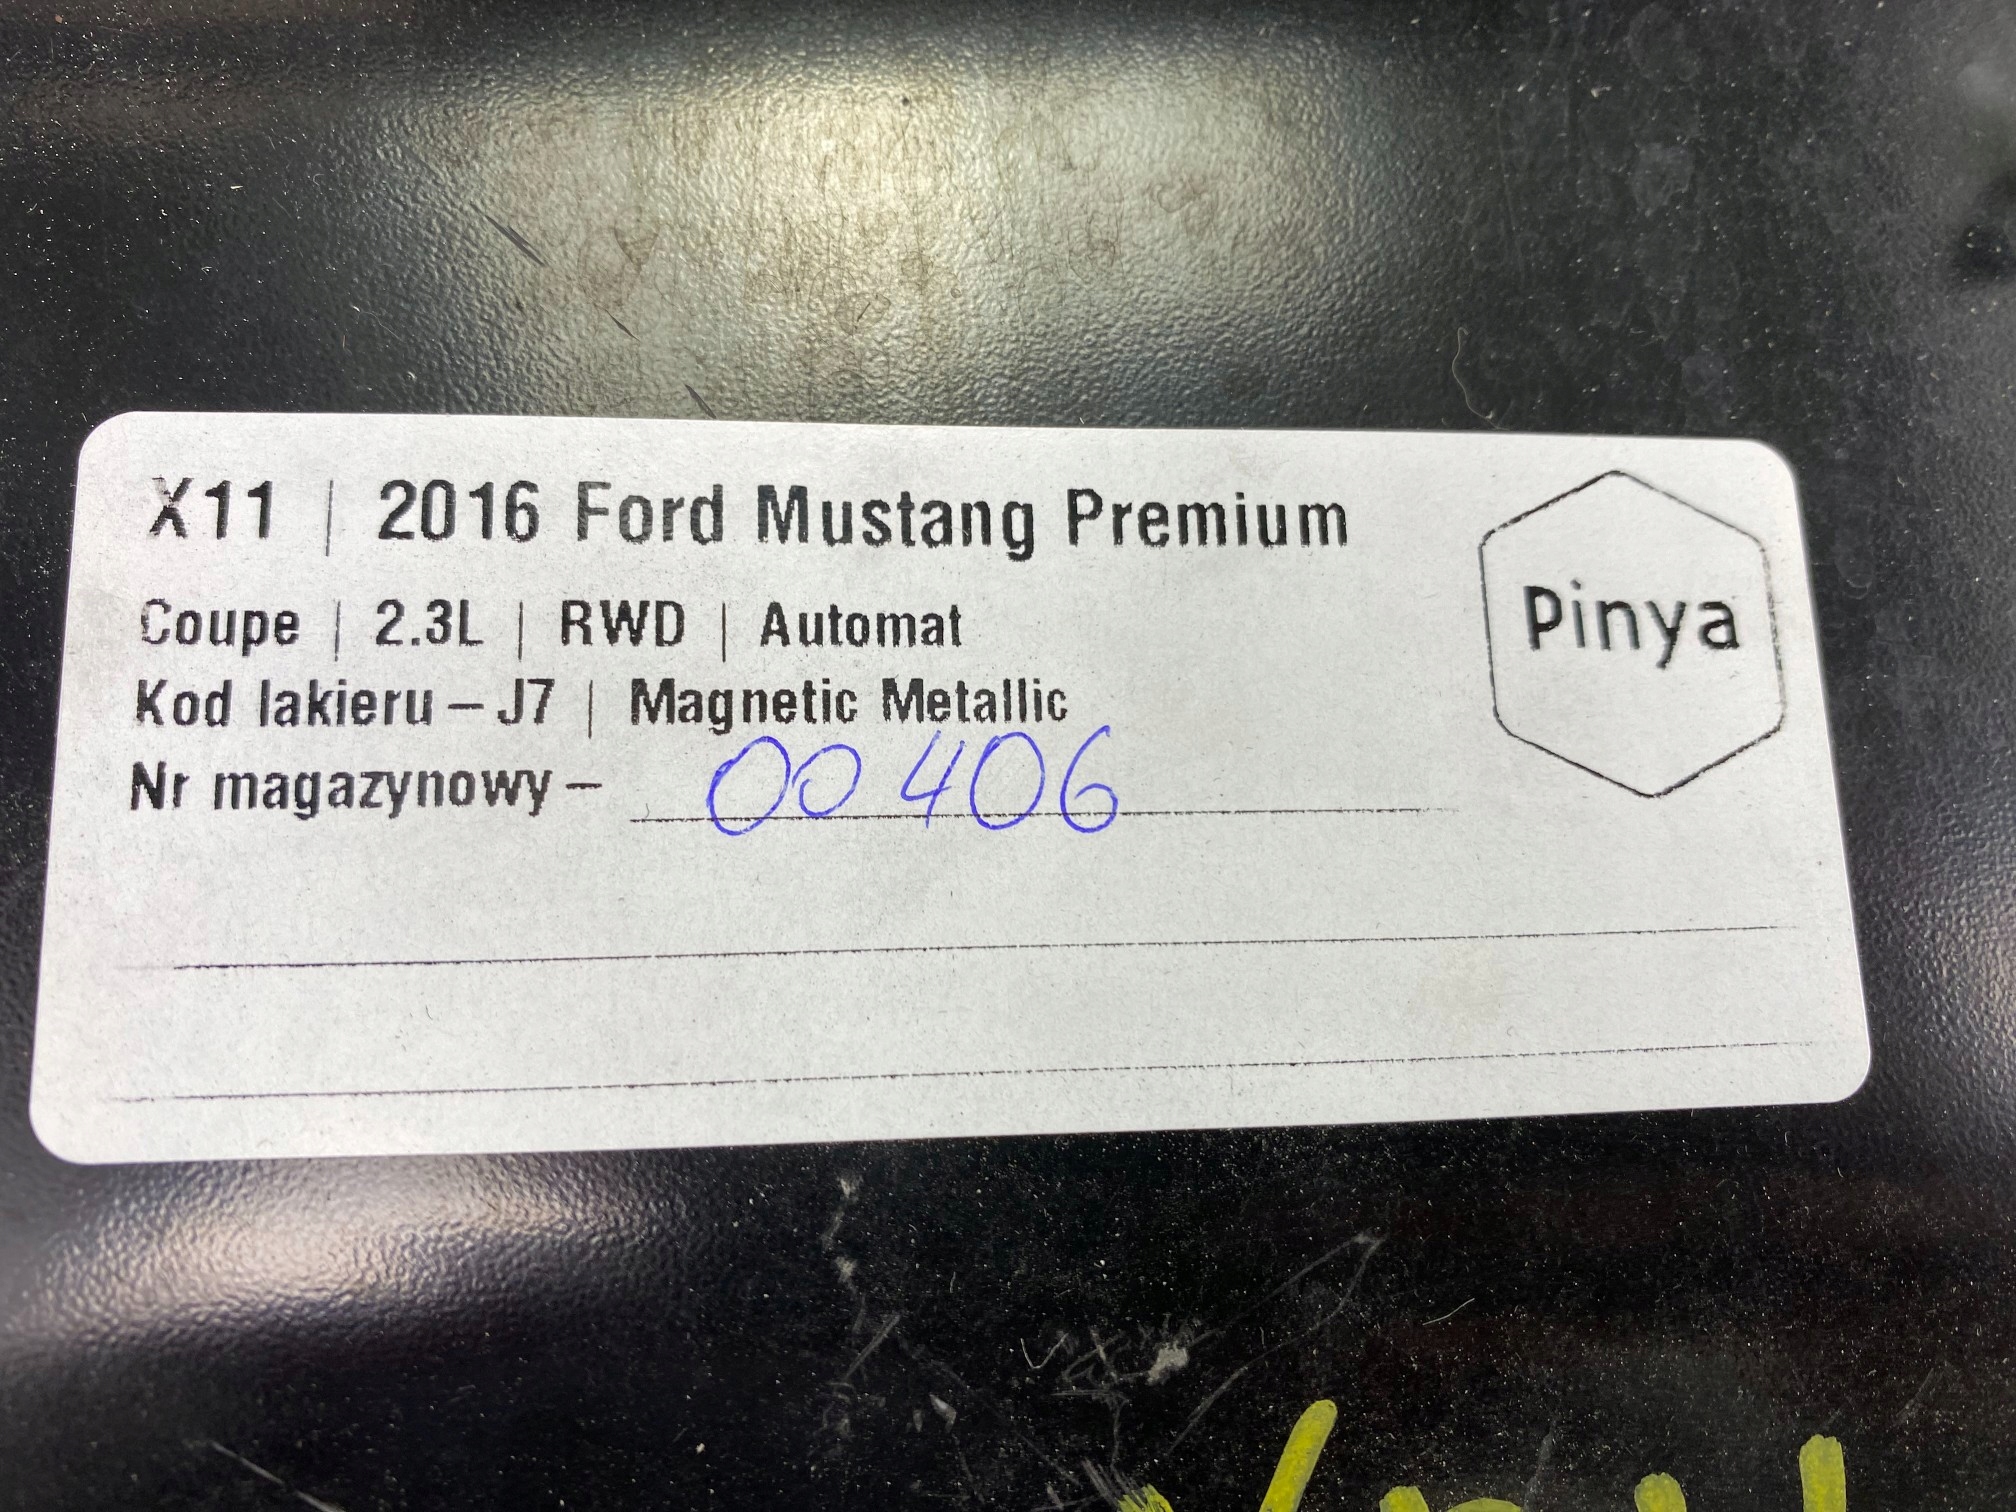 X11 | 2016 Ford Mustang Premium
Pinya
Coupe | 2.3L | RWD | Automat
Kod lakieru – J7 | Magnetic Metallic
Nr magazynowy – 00406